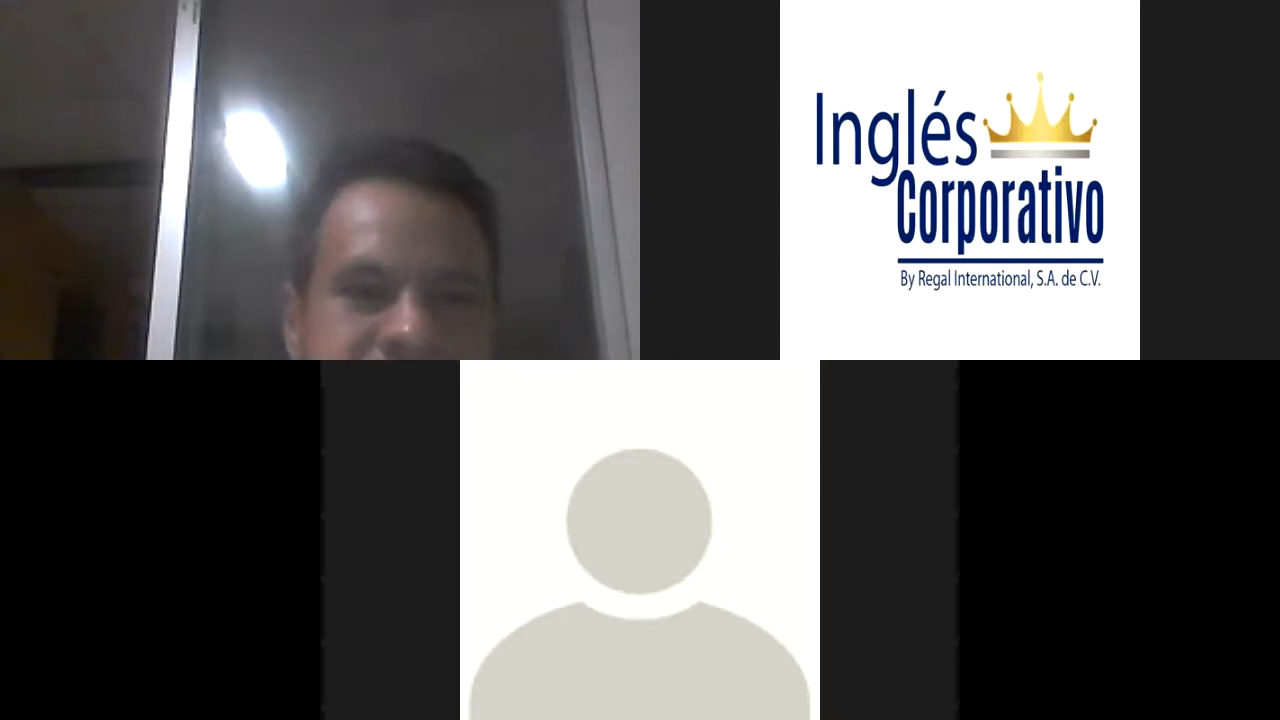 Inglés
Corporativo
By Regal International, S.A. de C.V.